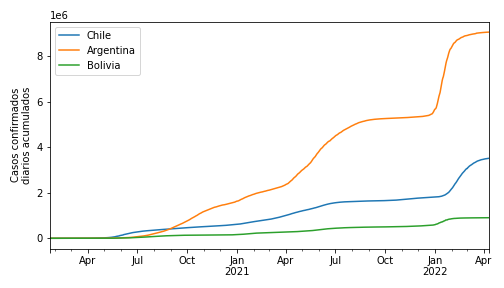 1e6
Chile
Argentina
Bolivia
Casos confirmados
diarios acumulados
8
6
4
2
0
Apr Jul Oct Jan Apr Jul Oct Jan Apr
2021 2022